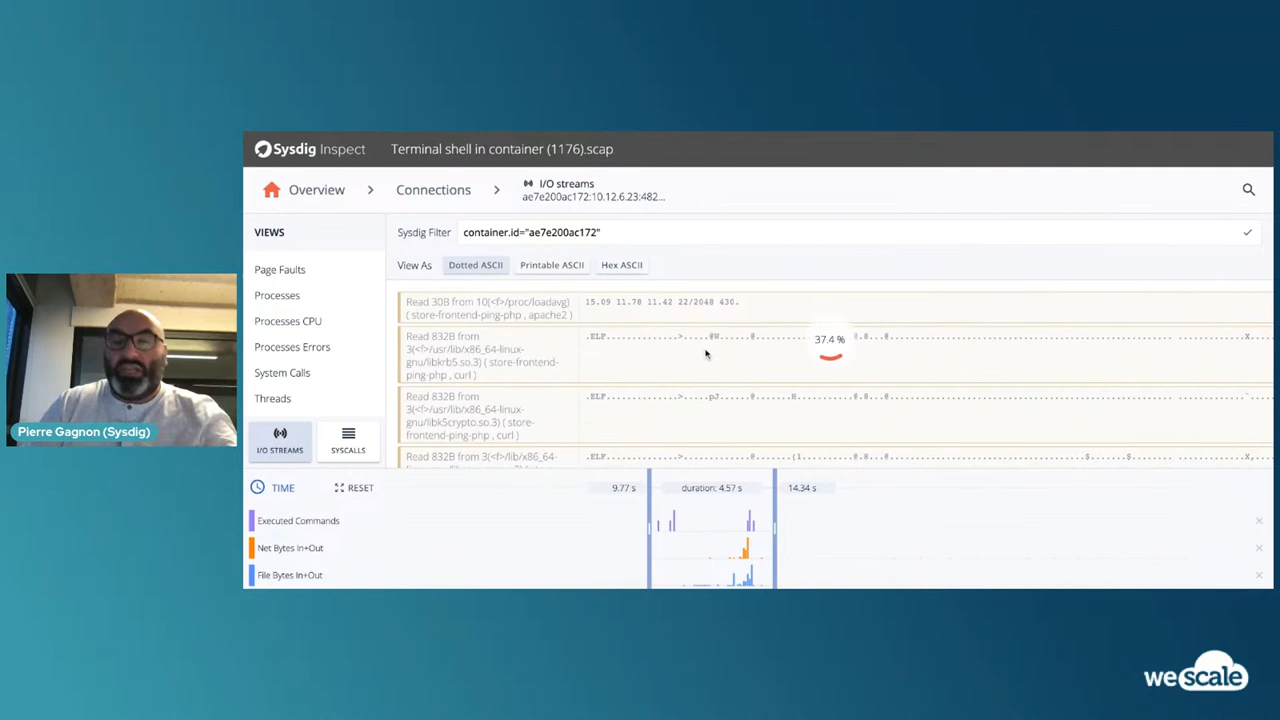 Sysdig Inspect
Terminal shell in container (1176).scap
Overview
Connections
I/O streams
ae7e200ac172:10.12.6.23:482...
VIEWS
Sysdig Filter
container.id="ae7e200ac172"
Page Faults
View As
Dotted ASCII
Printable ASCII
Hex ASCII
Processes
Processes CPU
Processes Errors
System Calls
Threads
I/O STREAMS
SYSCALLS
Read 30B from 10(<f>/proc/loadavg)
( store-frontend-ping-php , apache2 )
15.09 11.78 11.42 22/2048 430.
Read 832B from
3(<f>/usr/lib/x86_64-linux-
gnu/libkrb5.so.3) ( store-frontend-
ping-php , curl )
37.4 %
Read 832B from
3(<f>/usr/lib/x86_64-linux-
gnu/libk5crypto.so.3) ( store-
frontend-ping-php , curl )
Read 832B from 3(<f>/lib/x86_64-
TIME
RESET
9.77 s
duration: 4.57 s
14.34 s
Executed Commands
Net Bytes In+Out
File Bytes In+Out
Pierre Gagnon (Sysdig)
wescale